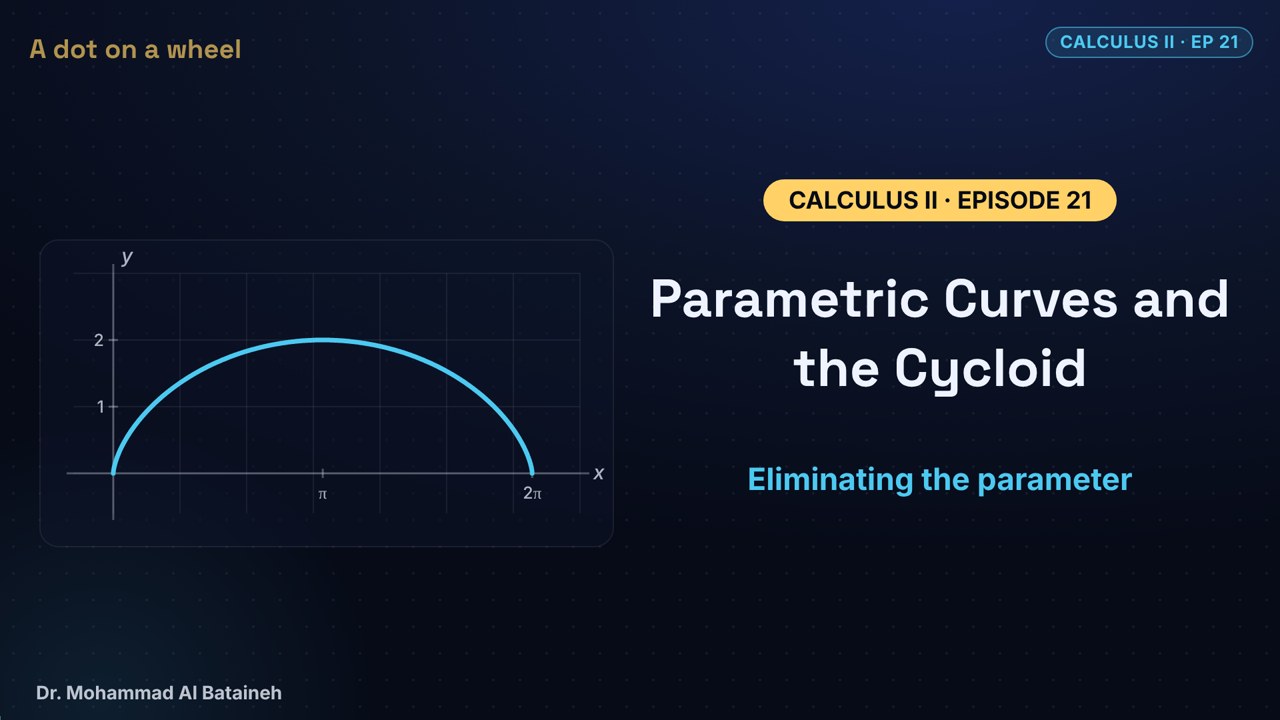 A dot on a wheel
CALCULUS II · EP 21
CALCULUS II · EPISODE 21
Parametric Curves and
the Cycloid
Eliminating the parameter
y
2
1
x
π
2π
Dr. Mohammad Al Bataineh